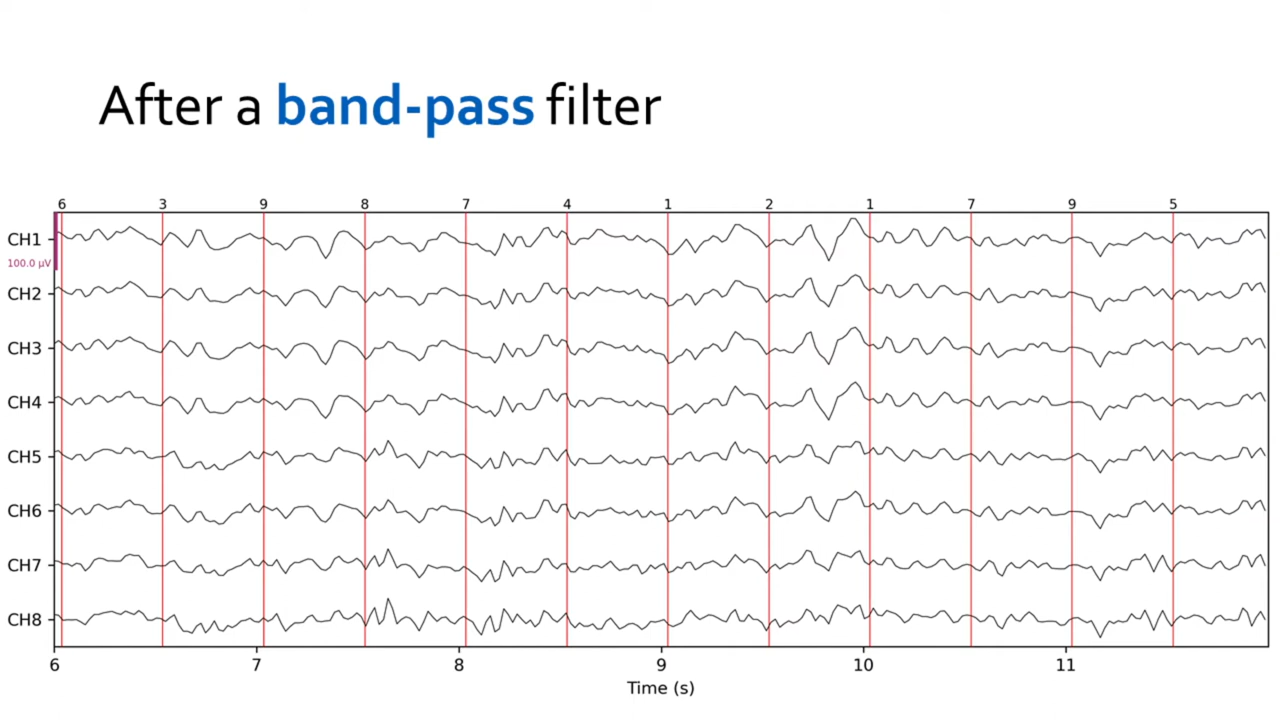 After a band-pass filter
6 3 9 8 7 4 1 2 1 7 9 5
CH1
100.0 µV
CH2
CH3
CH4
CH5
CH6
CH7
CH8
6 7 8 9 10 11
Time (s)